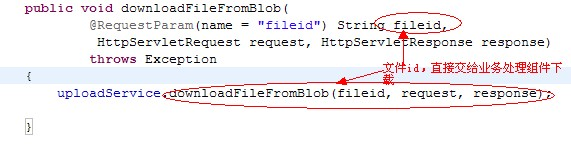 public void downloadFileFromBlob(
@RequestParam(name = "fileid") String fileid,
HttpServletRequest request, HttpServletResponse response)
throws Exception
文件id，直接交给业务处理组件下
载
{
uploadService.downloadFileFromBlob(fileid, request, response);
}